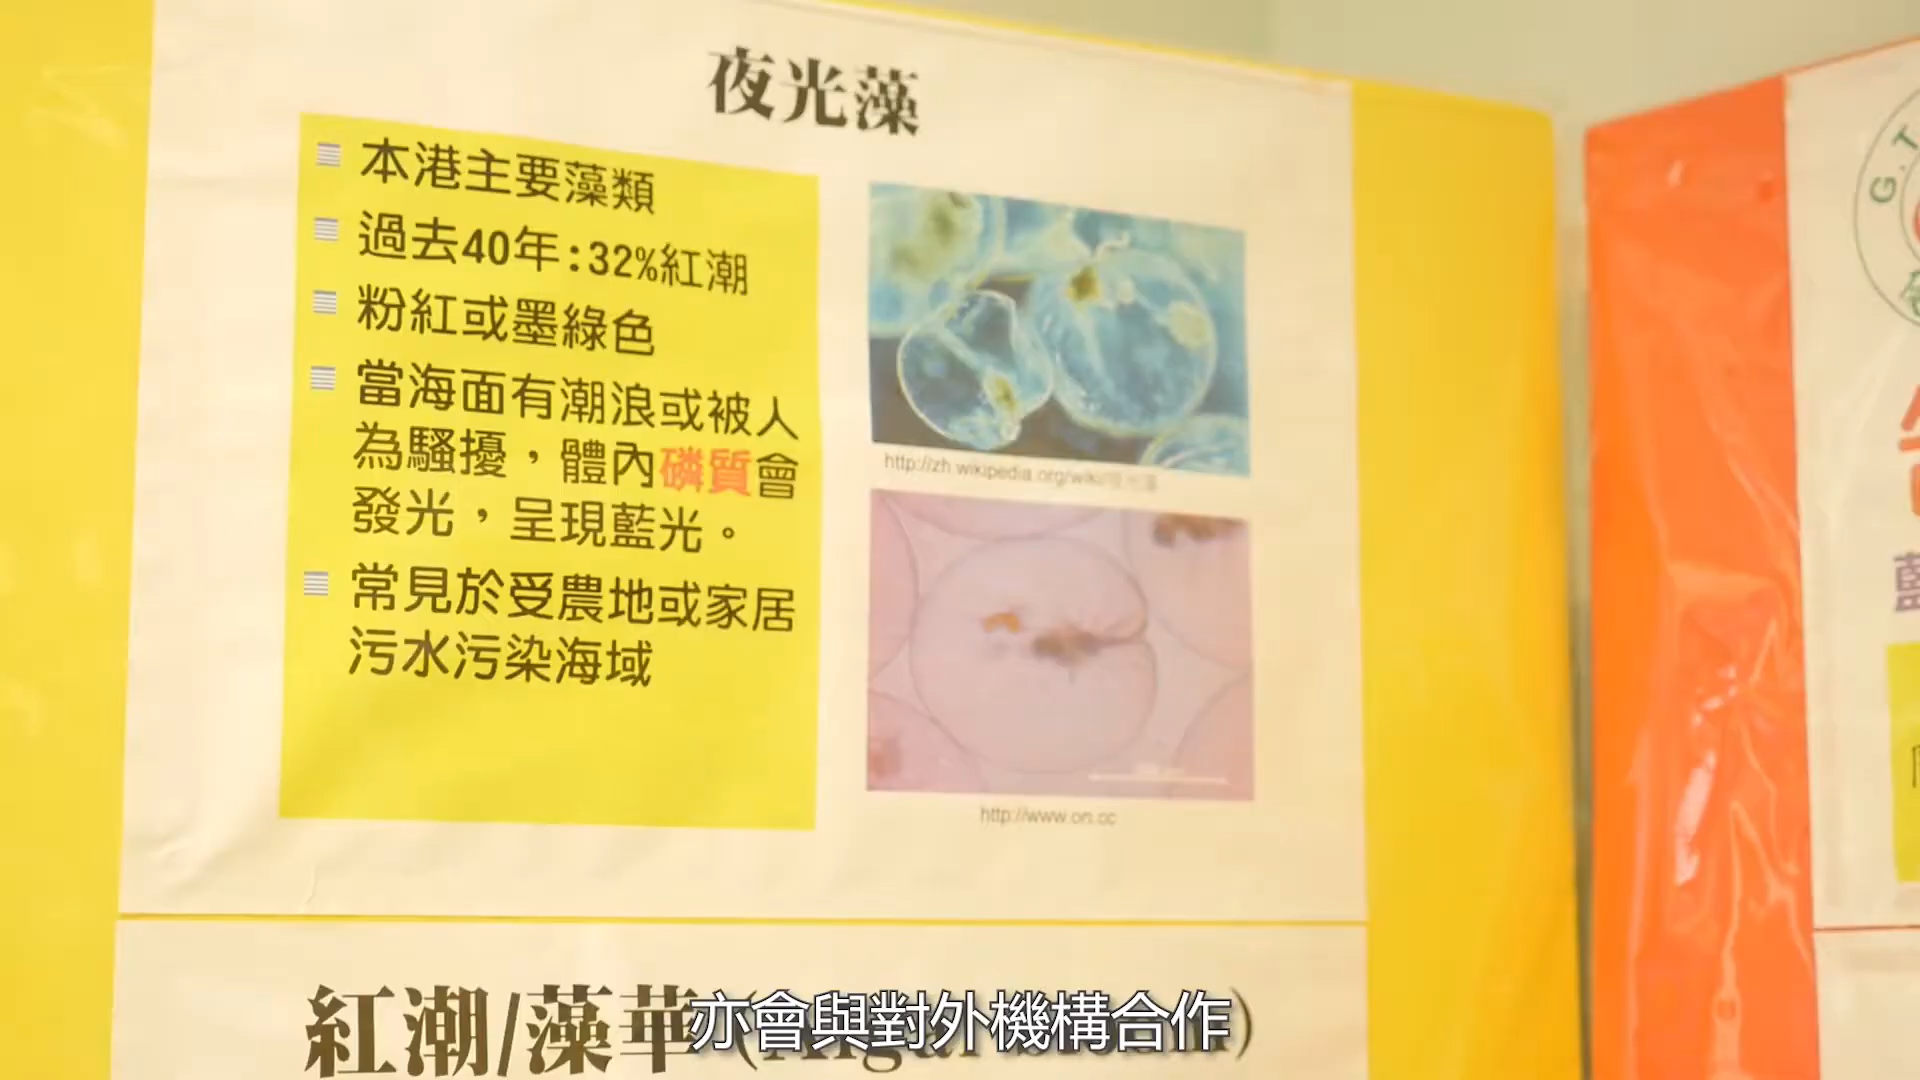 夜光藻
本港主要藻類
過去40年:32%紅潮
粉紅或墨綠色
當海面有潮浪或被人
為騷擾，體內磷質會
發光，呈現藍光。
常見於受農地或家居
污水污染海域
http://zh.wikipedia.org/wiki/夜光藻
http://www.on.cc
紅潮/藻華
亦會與對外機構合作
G.T
藍